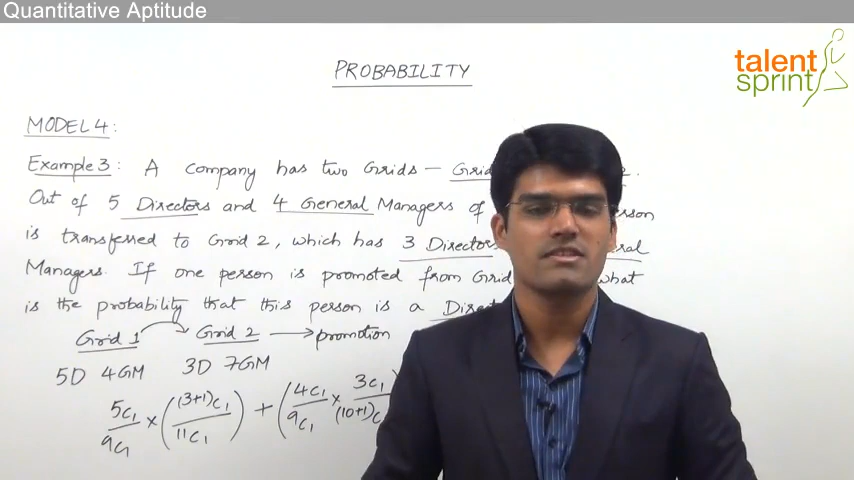 Quantitative Aptitude
talent
sprint
PROBABILITY
MODEL 4:
Example 3: A company has two Grids — Grid
Out of 5 Directors and 4 General Managers of
is transferred to Grid 2, which has 3 Directors
Managers. If one person is promoted from Grid what
is the probability that this person is a
Grid 1 Grid 2 → promotion
5D 4GM 3D 7GM
5C₁/9C₁ × ((3+1)C₁/11C₁) + (4C₁/9C₁ × 3C₁/(10+1)C